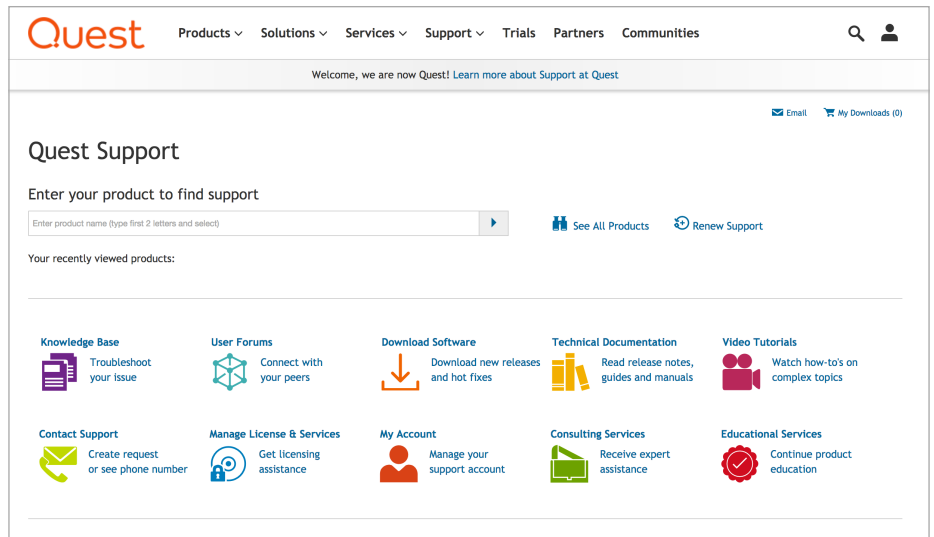 Quest
Products Solutions Services Support Trials Partners Communities
Welcome, we are now Quest! Learn more about Support at Quest
Email My Downloads (0)
Quest Support
Enter your product to find support
Enter product name (type first 2 letters and select)
See All Products Renew Support
Your recently viewed products:
Knowledge Base
Troubleshoot
your issue
User Forums
Connect with
your peers
Download Software
Download new releases
and hot fixes
Technical Documentation
Read release notes,
guides and manuals
Video Tutorials
Watch how-to's on
complex topics
Contact Support
Create request
or see phone number
Manage License & Services
Get licensing
assistance
My Account
Manage your
support account
Consulting Services
Receive expert
assistance
Educational Services
Continue product
education